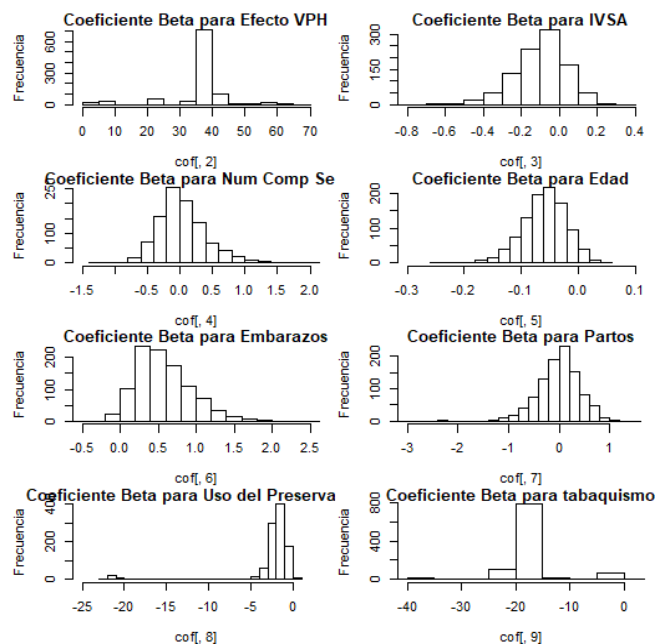 Coeficiente Beta para Efecto VPH
Frecuencia
0 300 600
0 10 20 30 40 50 60 70
cof[, 2]
Coeficiente Beta para IVSA
Frecuencia
0 150 300
-0.8 -0.6 -0.4 -0.2 0.0 0.2 0.4
cof[, 3]
Coeficiente Beta para Num Comp Se
Frecuencia
0 100 250
-1.5 -0.5 0.0 0.5 1.0 1.5 2.0
cof[, 4]
Coeficiente Beta para Edad
Frecuencia
0 100 200
-0.3 -0.2 -0.1 0.0 0.1
cof[, 5]
Coeficiente Beta para Embarazos
Frecuencia
0 100 200
-0.5 0.0 0.5 1.0 1.5 2.0 2.5
cof[, 6]
Coeficiente Beta para Partos
Frecuencia
0 100 200
-3 -2 -1 0 1
cof[, 7]
Coeficiente Beta para Uso del Preserva
Frecuencia
0 200 400
-25 -20 -15 -10 -5 0
cof[, 8]
Coeficiente Beta para tabaquismo
Frecuencia
0 400 800
-40 -30 -20 -10 0
cof[, 9]